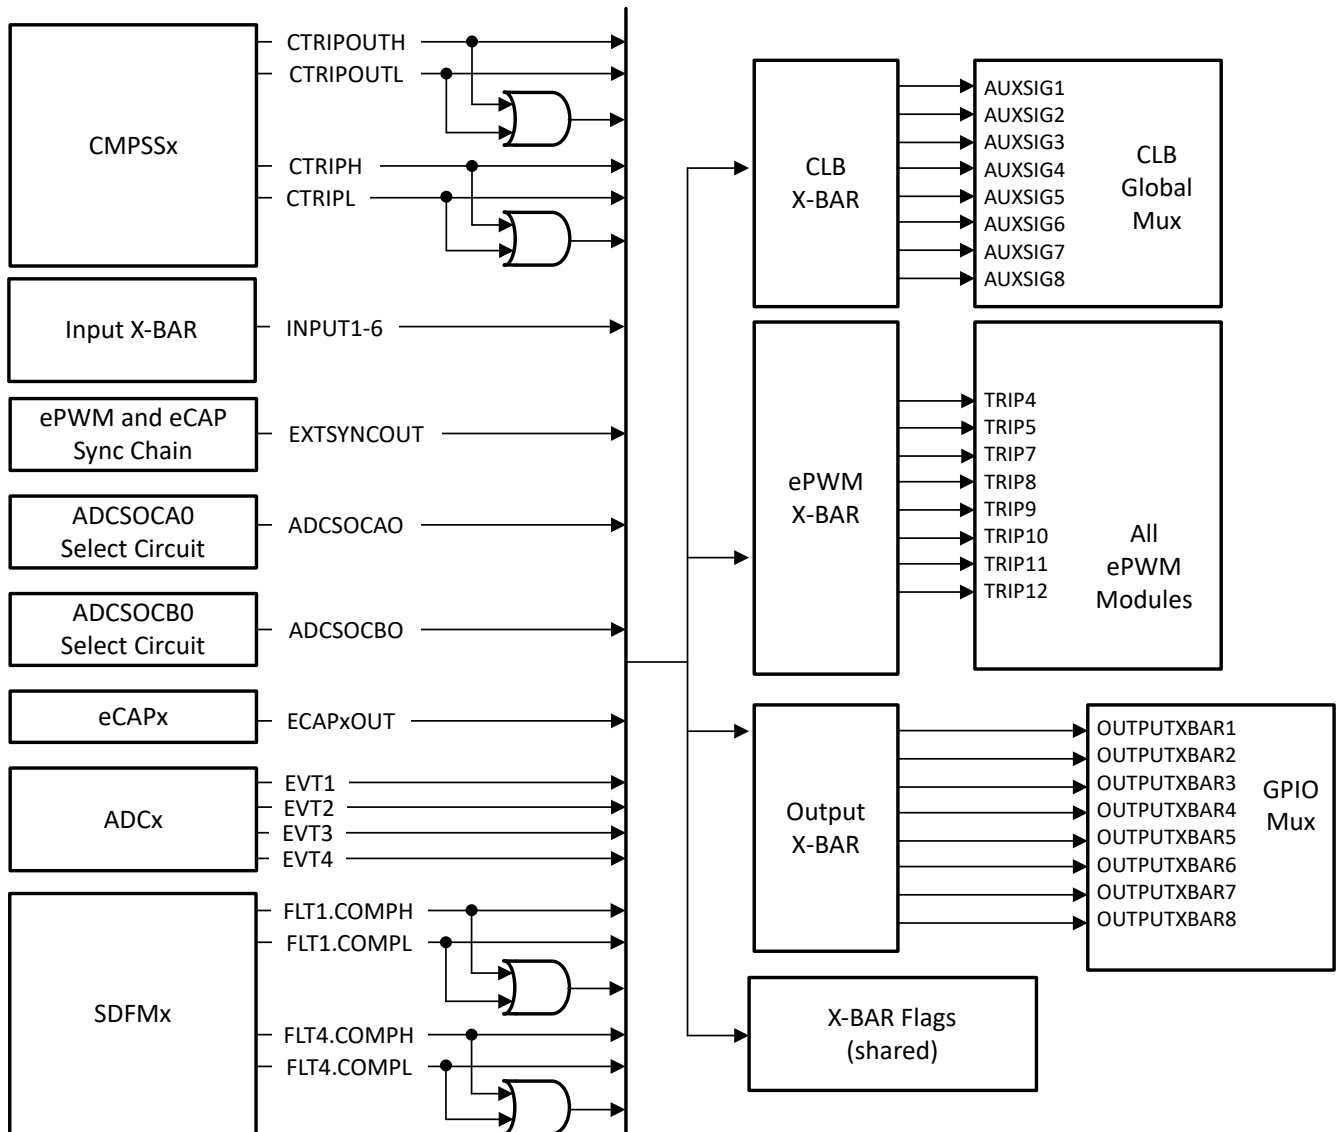 CMPSSx
CTRIPOUTH
CTRIPOUTL
CTRIPH
CTRIPL
Input X-BAR
INPUT1-6
ePWM and eCAP
Sync Chain
EXTSYNCOUT
ADCSOCA0
Select Circuit
ADCSOCAO
ADCSOCB0
Select Circuit
ADCSOCBO
eCAPx
ECAPxOUT
ADCx
EVT1
EVT2
EVT3
EVT4
SDFMx
FLT1.COMPH
FLT1.COMPL
FLT4.COMPH
FLT4.COMPL
CLB
X-BAR
AUXSIG1
AUXSIG2
AUXSIG3
AUXSIG4
AUXSIG5
AUXSIG6
AUXSIG7
AUXSIG8
CLB
Global
Mux
ePWM
X-BAR
TRIP4
TRIP5
TRIP7
TRIP8
TRIP9
TRIP10
TRIP11
TRIP12
All
ePWM
Modules
Output
X-BAR
OUTPUTXBAR1
OUTPUTXBAR2
OUTPUTXBAR3
OUTPUTXBAR4
OUTPUTXBAR5
OUTPUTXBAR6
OUTPUTXBAR7
OUTPUTXBAR8
GPIO
Mux
X-BAR Flags
(shared)